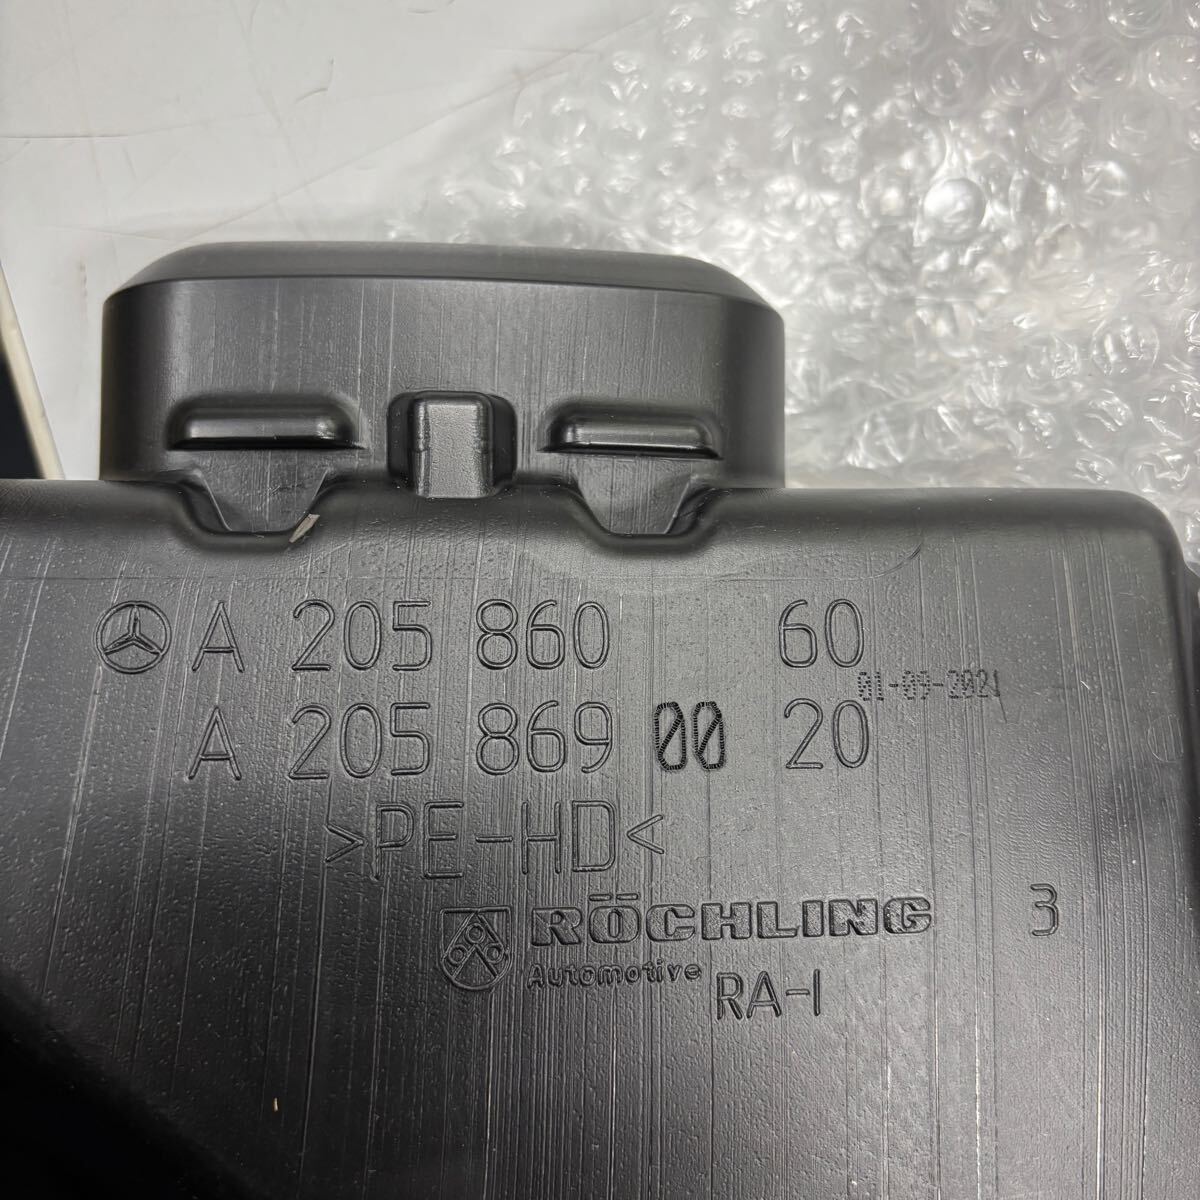 A 205 860 60
01-09-2021
A 205 869 00 20
>PE-HD<
RÖCHLING 3
Automotive RA-I